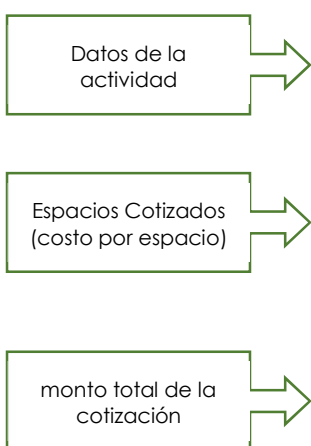 Datos de la
actividad
Espacios Cotizados
(costo por espacio)
monto total de la
cotización